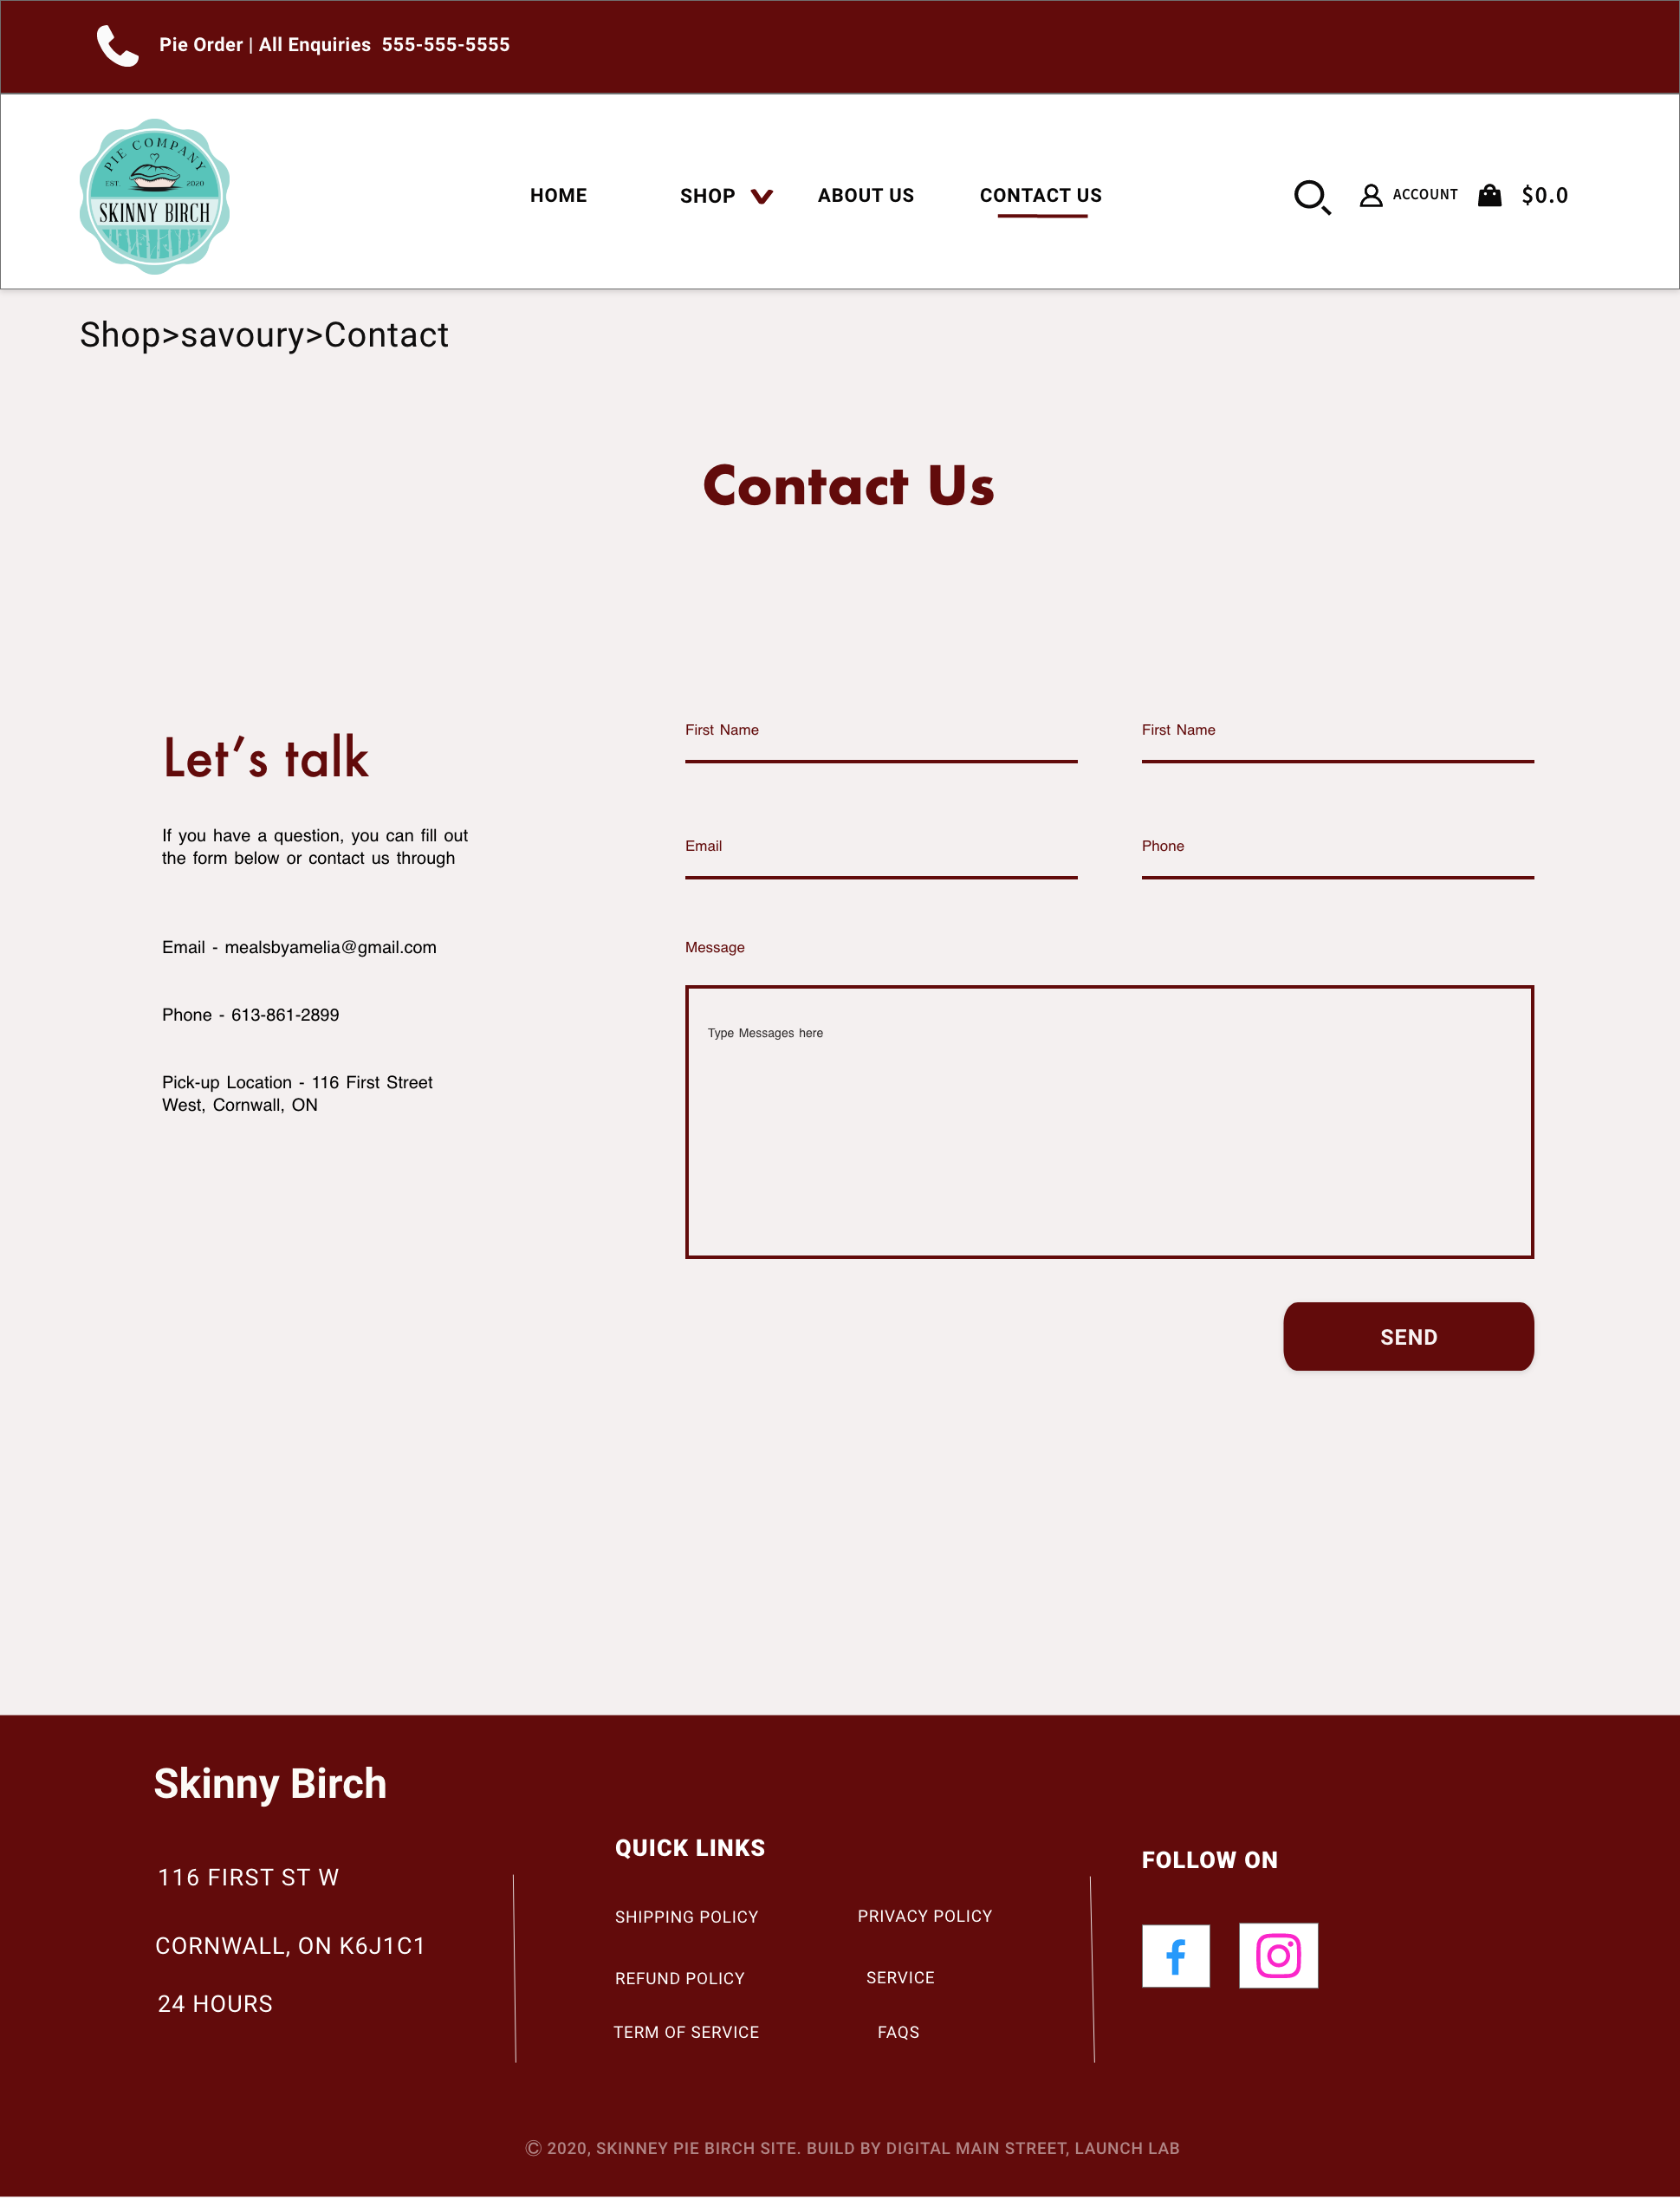 Pie Order | All Enquiries 555-555-5555
PIE COMPANY
EST. 2020
SKINNY BIRCH
HOME
SHOP
ABOUT US
CONTACT US
ACCOUNT
$0.0
Shop>savoury>Contact
Contact Us
Let's talk
If you have a question, you can fill out
the form below or contact us through
Email - mealsbyamelia@gmail.com
Phone - 613-861-2899
Pick-up Location - 116 First Street
West, Cornwall, ON
First Name
First Name
Email
Phone
Message
Type Messages here
SEND
Skinny Birch
116 FIRST ST W
CORNWALL, ON K6J1C1
24 HOURS
QUICK LINKS
SHIPPING POLICY
PRIVACY POLICY
REFUND POLICY
SERVICE
TERM OF SERVICE
FAQS
FOLLOW ON
© 2020, SKINNEY PIE BIRCH SITE. BUILD BY DIGITAL MAIN STREET, LAUNCH LAB